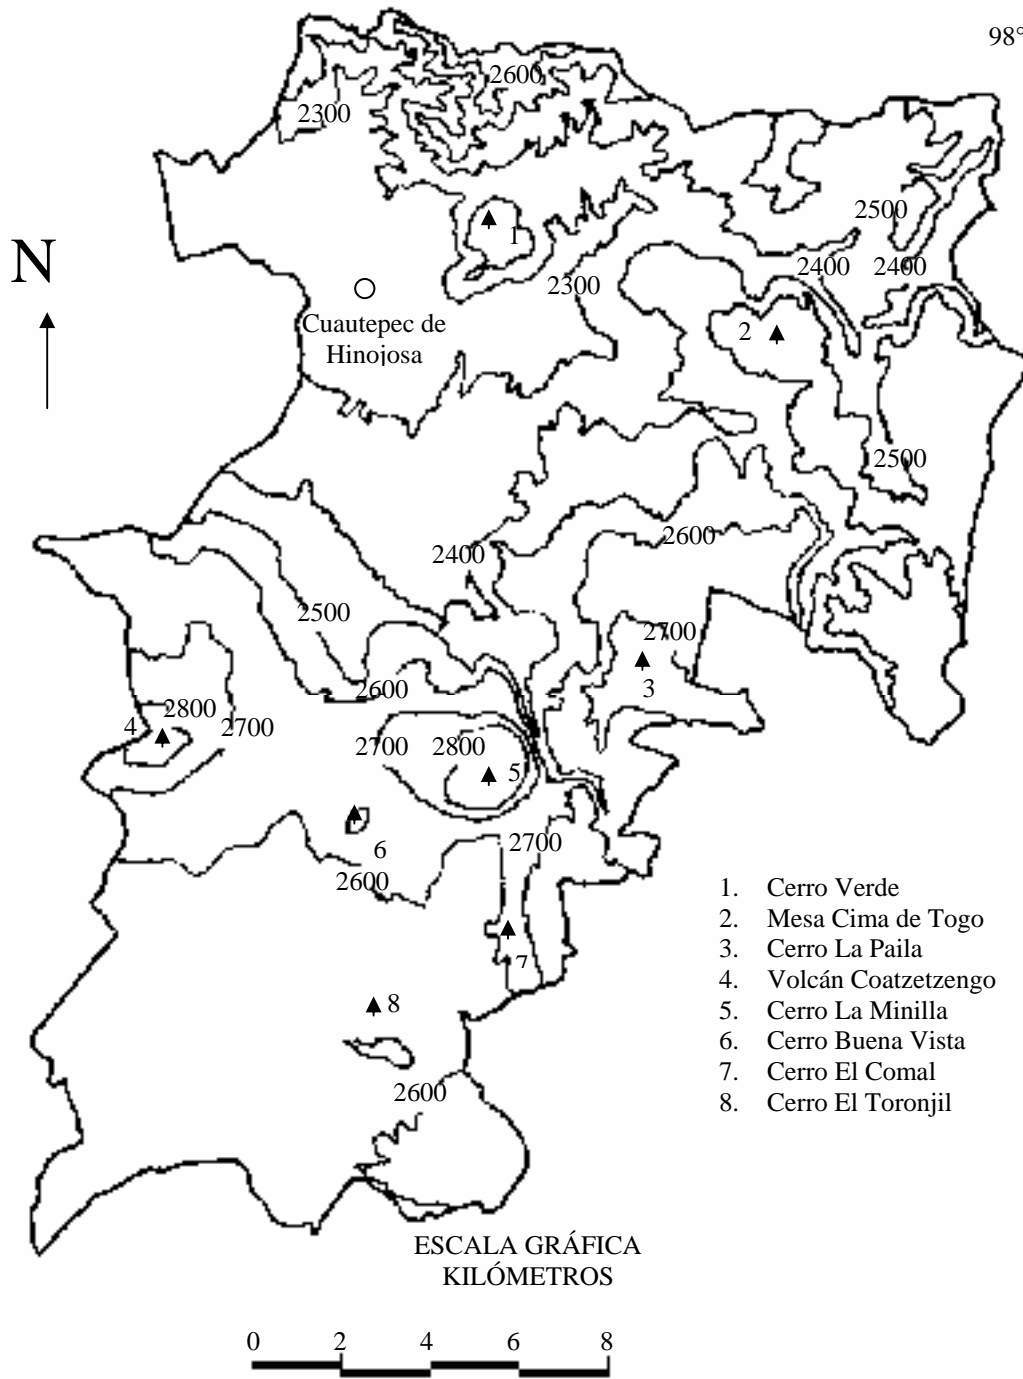 98°
2600
2300
1
2500
2400
2400
N
2300
Cuautepec de
Hinojosa
2
2500
2600
2400
2500
2700
2600
3
2800
4
2700
2700
2800
5
2700
6
2600
7
8
2600
1. Cerro Verde
2. Mesa Cima de Togo
3. Cerro La Paila
4. Volcán Coatzetzengo
5. Cerro La Minilla
6. Cerro Buena Vista
7. Cerro El Comal
8. Cerro El Toronjil
ESCALA GRÁFICA
KILÓMETROS
0 2 4 6 8